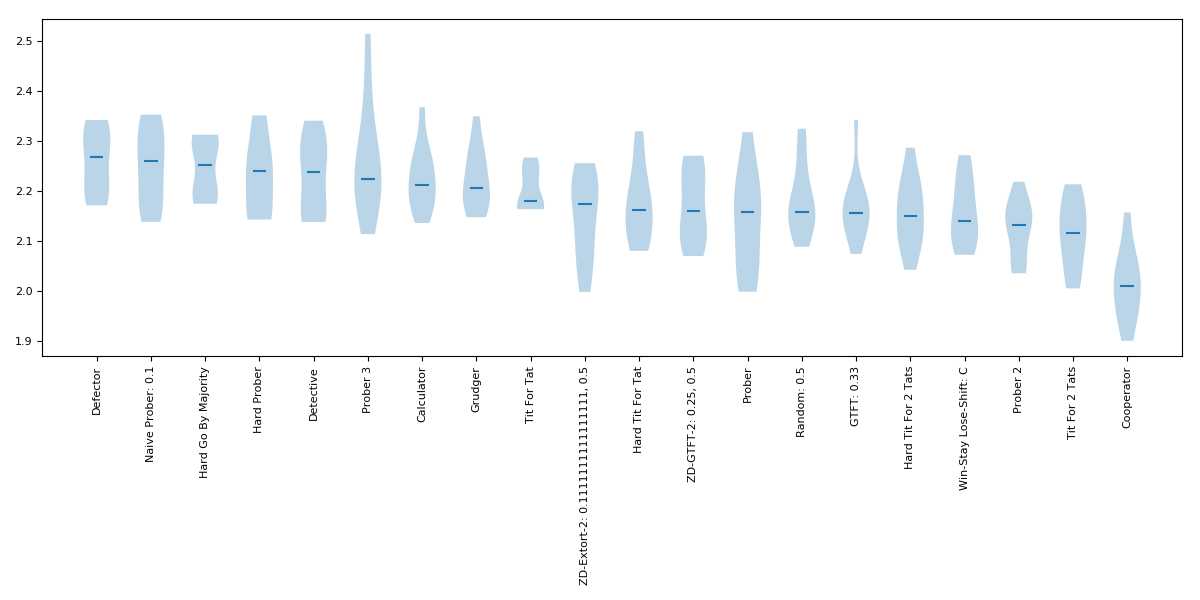 2.5
2.4
2.3
2.2
2.1
2.0
1.9
Defector
Naive Prober: 0.1
Hard Go By Majority
Hard Prober
Detective
Prober 3
Calculator
Grudger
Tit For Tat
ZD-Extort-2: 0.1111111111111111, 0.5
Hard Tit For Tat
ZD-GTFT-2: 0.25, 0.5
Prober
Random: 0.5
GTFT: 0.33
Hard Tit For 2 Tats
Win-Stay Lose-Shift: C
Prober 2
Tit For 2 Tats
Cooperator